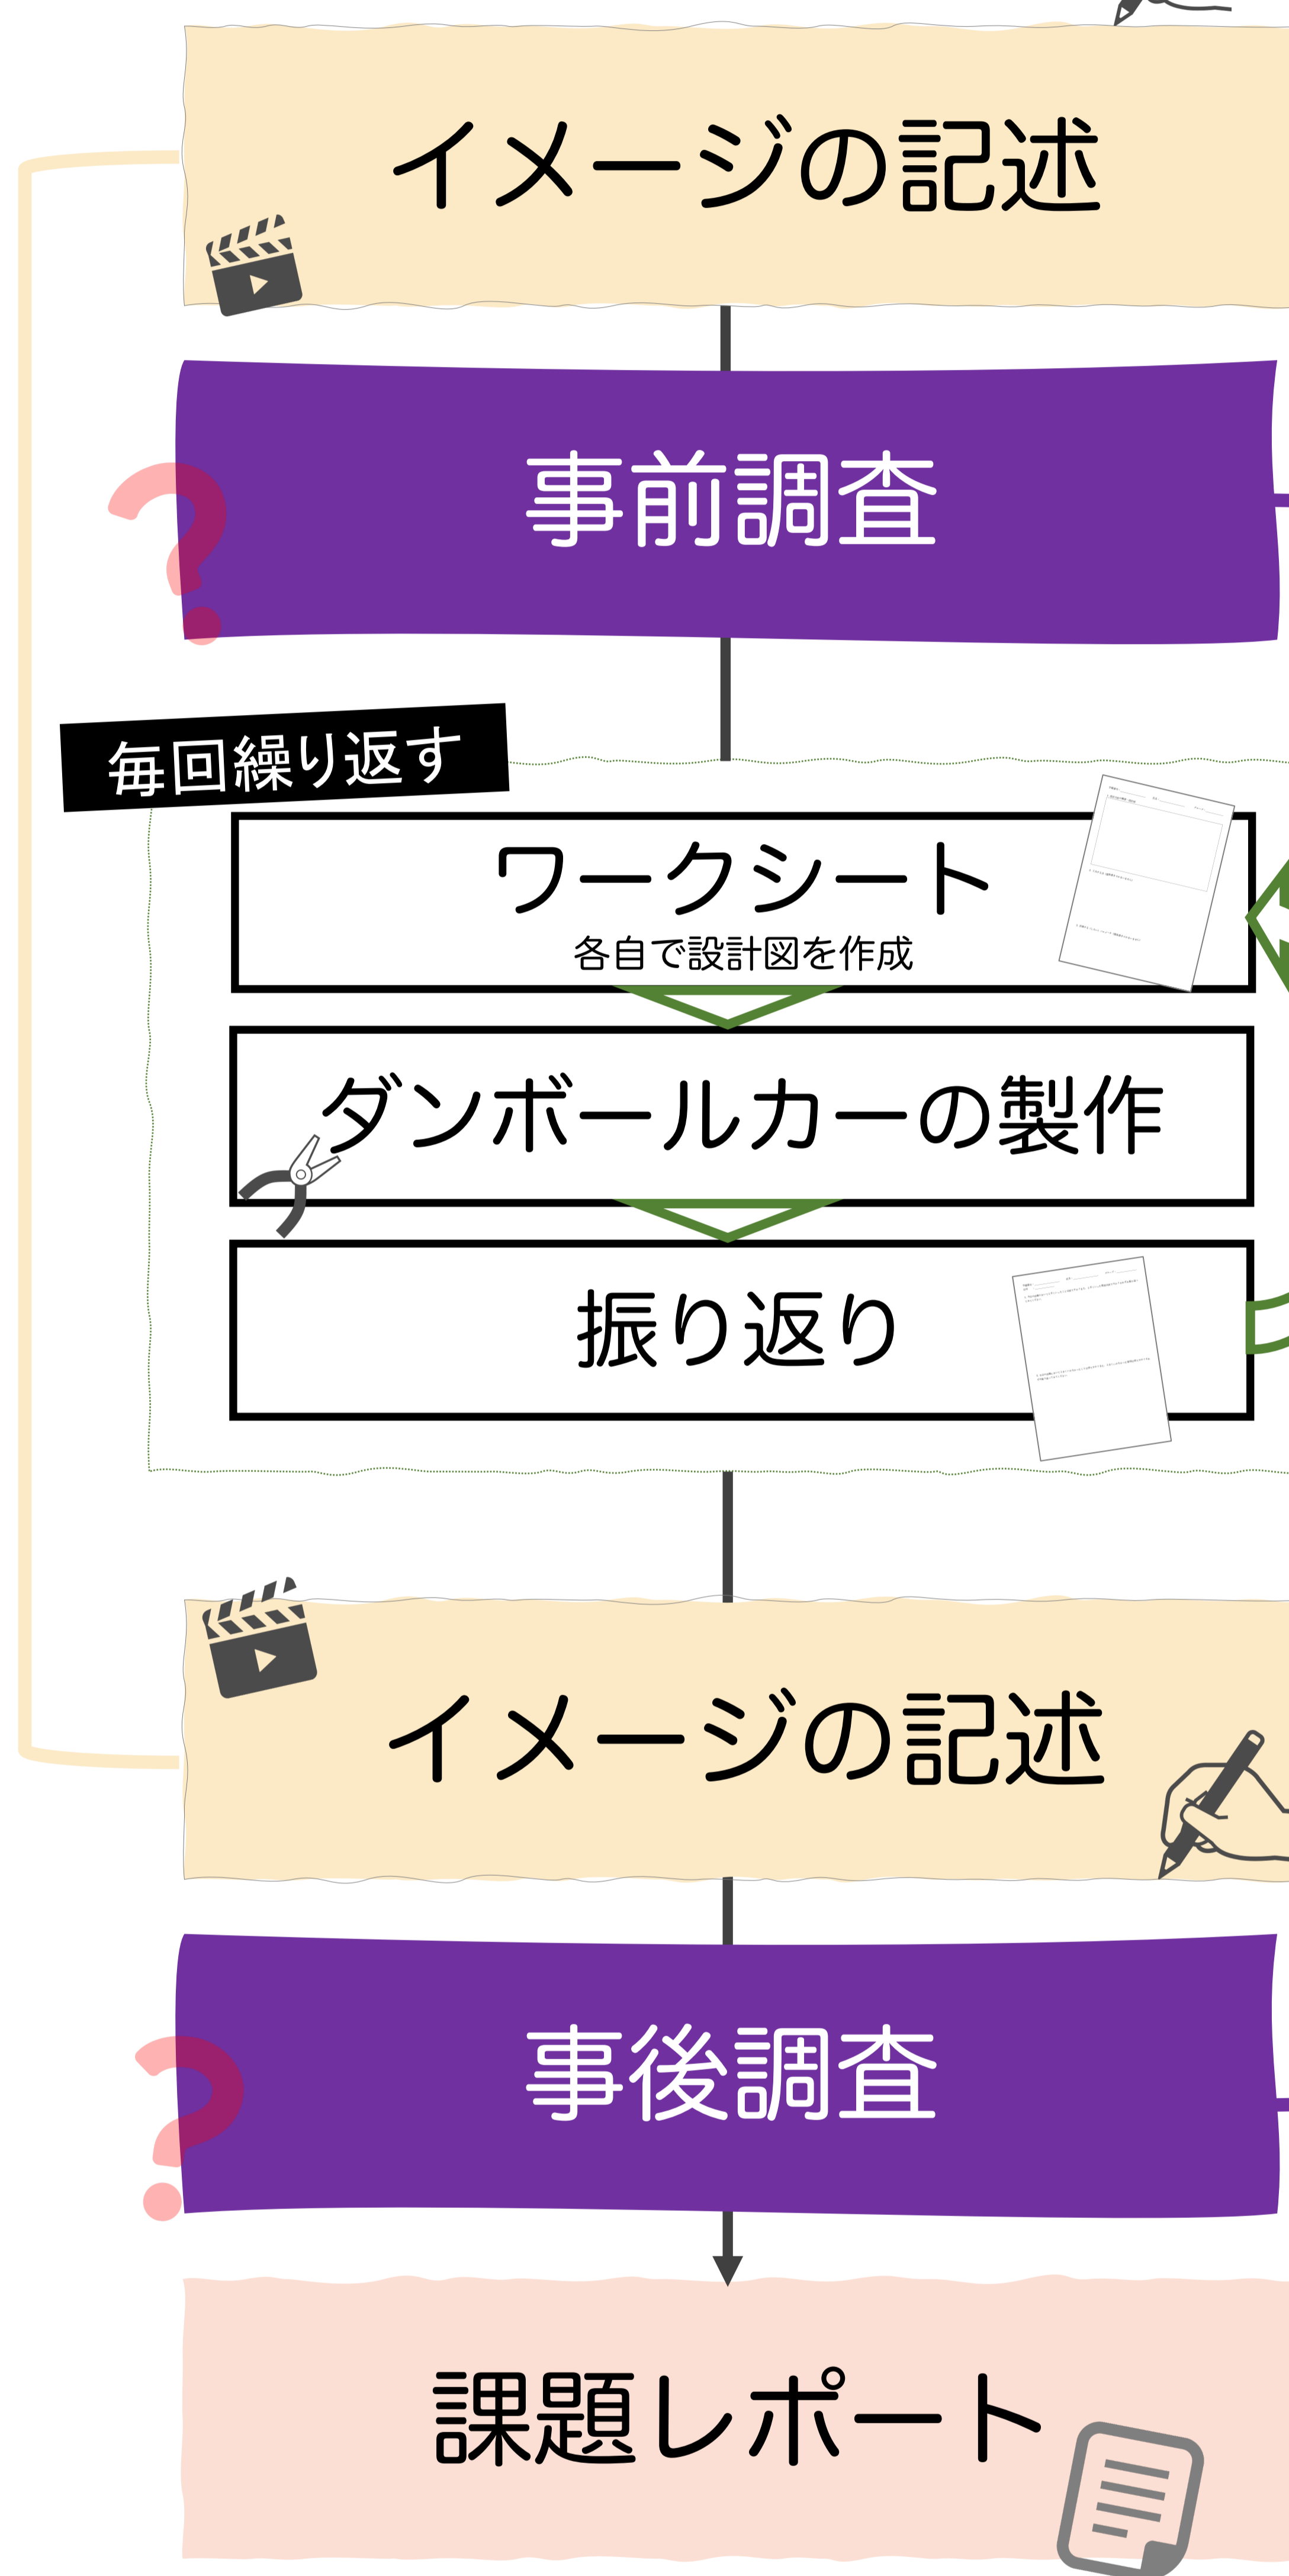 イメージの記述
事前調査
毎回繰り返す
ワークシート
各自で設計図を作成
ダンボールカーの製作
振り返り
イメージの記述
事後調査
課題レポート